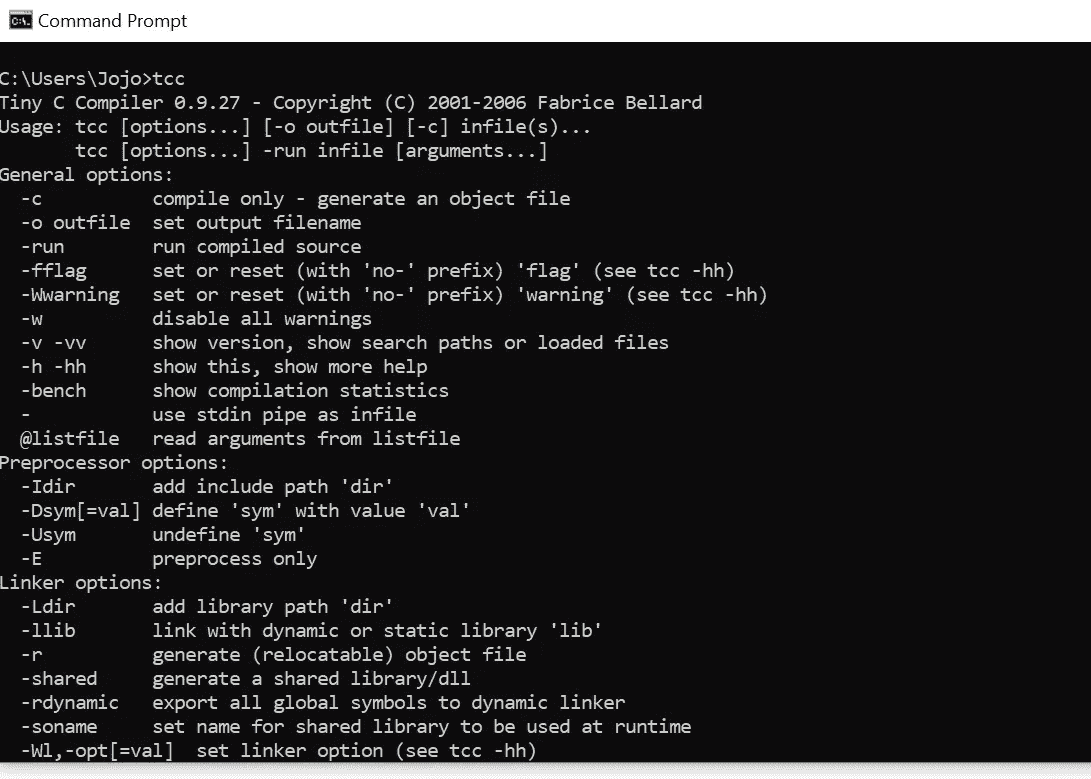 Command Prompt
C:\Users\Jojo>tcc
Tiny C Compiler 0.9.27 - Copyright (C) 2001-2006 Fabrice Bellard
Usage: tcc [options...] [-o outfile] [-c] infile(s)...
       tcc [options...] -run infile [arguments...]
General options:
  -c          compile only - generate an object file
  -o outfile  set output filename
  -run        run compiled source
  -fflag      set or reset (with 'no-' prefix) 'flag' (see tcc -hh)
  -Wwarning   set or reset (with 'no-' prefix) 'warning' (see tcc -hh)
  -w          disable all warnings
  -v -vv      show version, show search paths or loaded files
  -h -hh      show this, show more help
  -bench      show compilation statistics
  -           use stdin pipe as infile
  @listfile   read arguments from listfile
Preprocessor options:
  -Idir       add include path 'dir'
  -Dsym[=val] define 'sym' with value 'val'
  -Usym       undefine 'sym'
  -E          preprocess only
Linker options:
  -Ldir       add library path 'dir'
  -llib       link with dynamic or static library 'lib'
  -r          generate (relocatable) object file
  -shared     generate a shared library/dll
  -rdynamic   export all global symbols to dynamic linker
  -soname     set name for shared library to be used at runtime
  -Wl,-opt[=val]  set linker option (see tcc -hh)